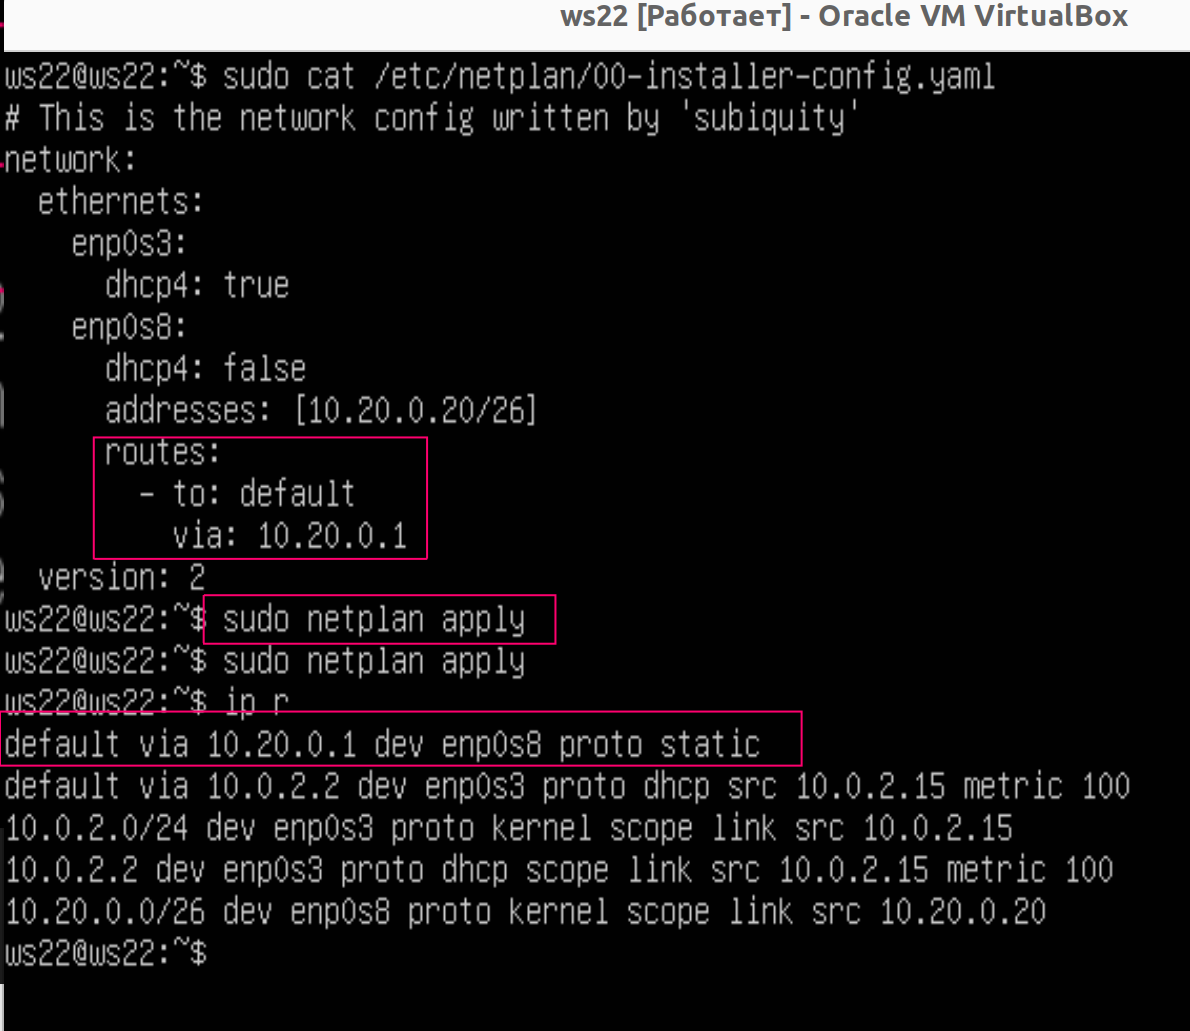 ws22 [Работает] - Oracle VM VirtualBox
ws22@ws22:~$ sudo cat /etc/netplan/00-installer-config.yaml
# This is the network config written by 'subiquity'
network:
  ethernets:
    enp0s3:
      dhcp4: true
    enp0s8:
      dhcp4: false
      addresses: [10.20.0.20/26]
      routes:
        - to: default
          via: 10.20.0.1
  version: 2
ws22@ws22:~$ sudo netplan apply
ws22@ws22:~$ sudo netplan apply
ws22@ws22:~$ ip r
default via 10.20.0.1 dev enp0s8 proto static
default via 10.0.2.2 dev enp0s3 proto dhcp src 10.0.2.15 metric 100
10.0.2.0/24 dev enp0s3 proto kernel scope link src 10.0.2.15
10.0.2.2 dev enp0s3 proto dhcp scope link src 10.0.2.15 metric 100
10.20.0.0/26 dev enp0s8 proto kernel scope link src 10.20.0.20
ws22@ws22:~$